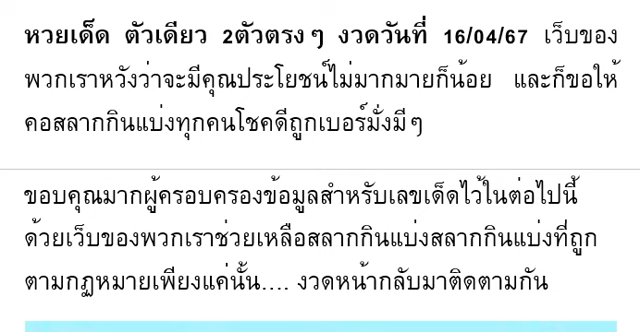 หวยเด็ด ตัวเดียว 2ตัวตรงๆ งวดวันที่ 16/04/67 เว็บของ
พวกเราหวังว่าจะมีคุณประโยชน์ไม่มากมายก็น้อย และก็ขอให้
คอสลากกินแบ่งทุกคนโชคดีถูกเบอร์มั่งมีๆ
ขอบคุณมากผู้ครอบครองข้อมูลสำหรับเลขเด็ดไว้ในต่อไปนี้
ด้วยเว็บของพวกเราช่วยเหลือสลากกินแบ่งสลากกินแบ่งที่ถูก
ตามกฏหมายเพียงแค่นั้น.... งวดหน้ากลับมาติดตามกัน